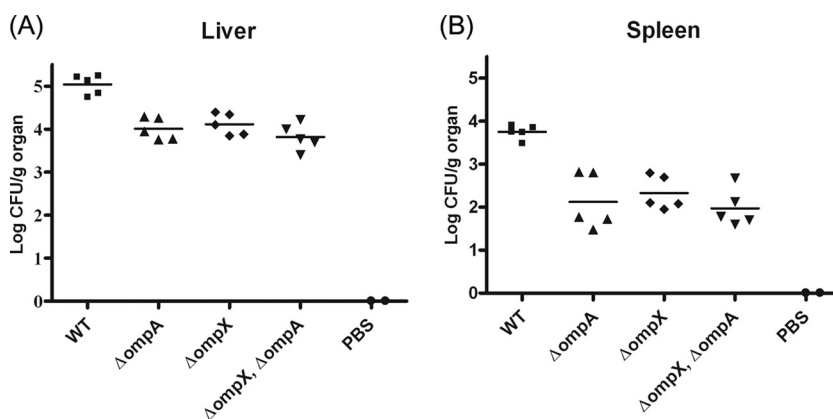 (A)
Liver
Log CFU/g organ
5
4
3
2
1
0
WT
ΔompA
ΔompX
ΔompX, ΔompA
PBS
(B)
Spleen
Log CFU/g organ
5
4
3
2
1
0
WT
ΔompA
ΔompX
ΔompX, ΔompA
PBS